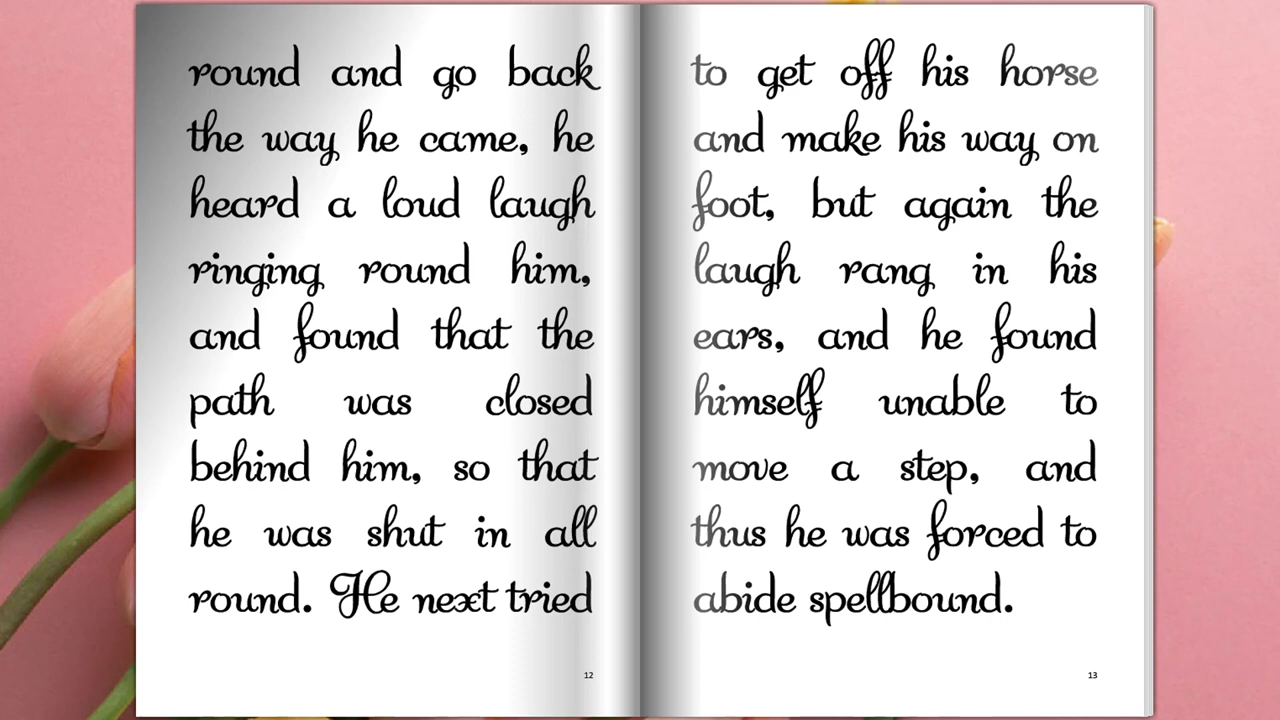 round and go back
the way he came, he
heard a loud laugh
ringing round him,
and found that the
path was closed
behind him, so that
he was shut in all
round. He next tried
12
to get off his horse
and make his way on
foot, but again the
laugh rang in his
ears, and he found
himself unable to
move a step, and
thus he was forced to
abide spellbound.
13